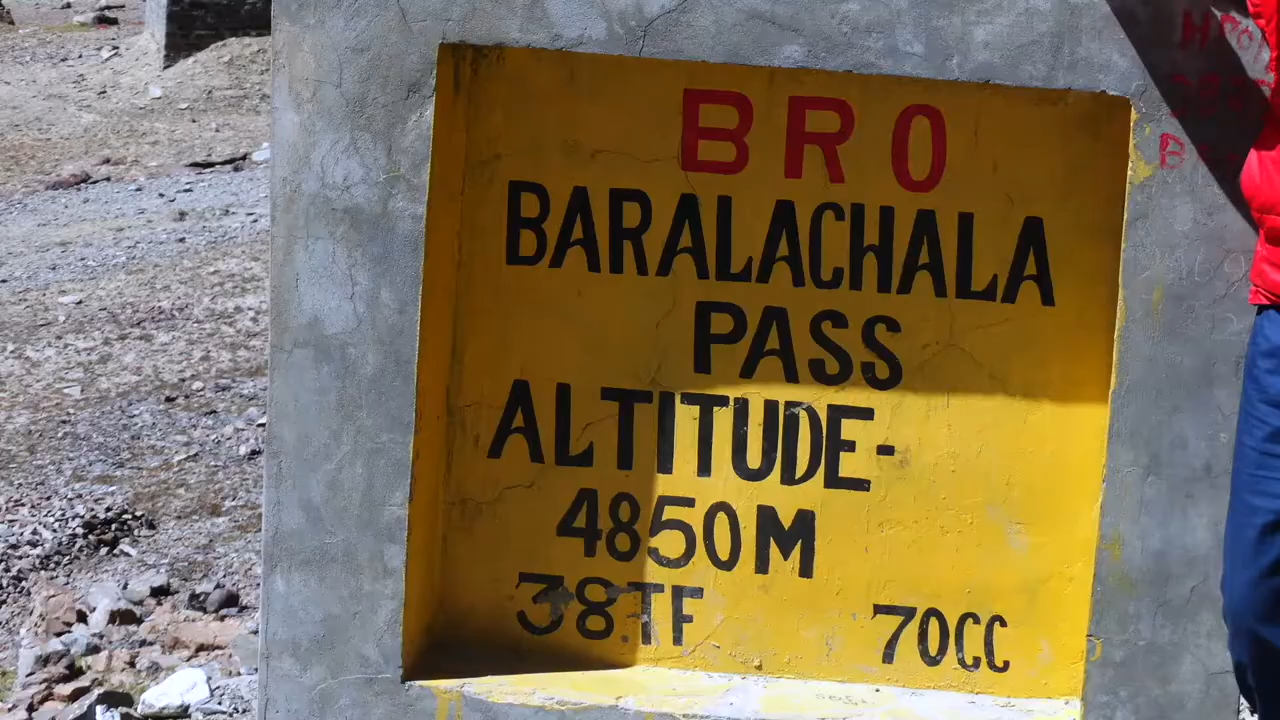 BRO
BARALACHALA
PASS
ALTITUDE-
4850M
38TF 70CC